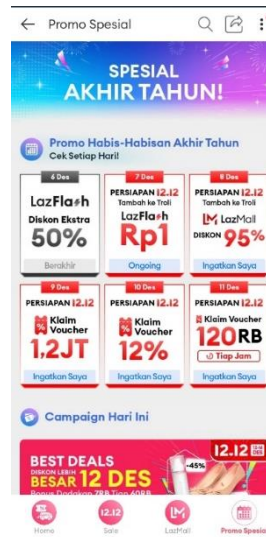 Promo Spesial
SPESIAL
AKHIR TAHUN!
Promo Habis-Habisan Akhir Tahun
Cek Setiap Hari!
6 Des
LazFlash
Diskon Ekstra
50%
Berakhir
7 Des
PERSIAPAN 12.12
Tambah ke Troli
LazFlash
Rp1
Ongoing
8 Des
PERSIAPAN 12.12
Tambah ke Troli
LazMall
DISKON 95%
Ingatkan Saya
9 Des
PERSIAPAN 12.12
Klaim
Voucher
1,2JT
Ingatkan Saya
10 Des
PERSIAPAN 12.12
Klaim
Voucher
12%
Ingatkan Saya
11 Des
PERSIAPAN 12.12
Klaim Voucher
120RB
Tiap Jam
Ingatkan Saya
Campaign Hari Ini
BEST DEALS
DISKON LEBIH
BESAR 12 DES
-45%
12.12
Home
12.12
Sale
LazMall
Promo Spesia